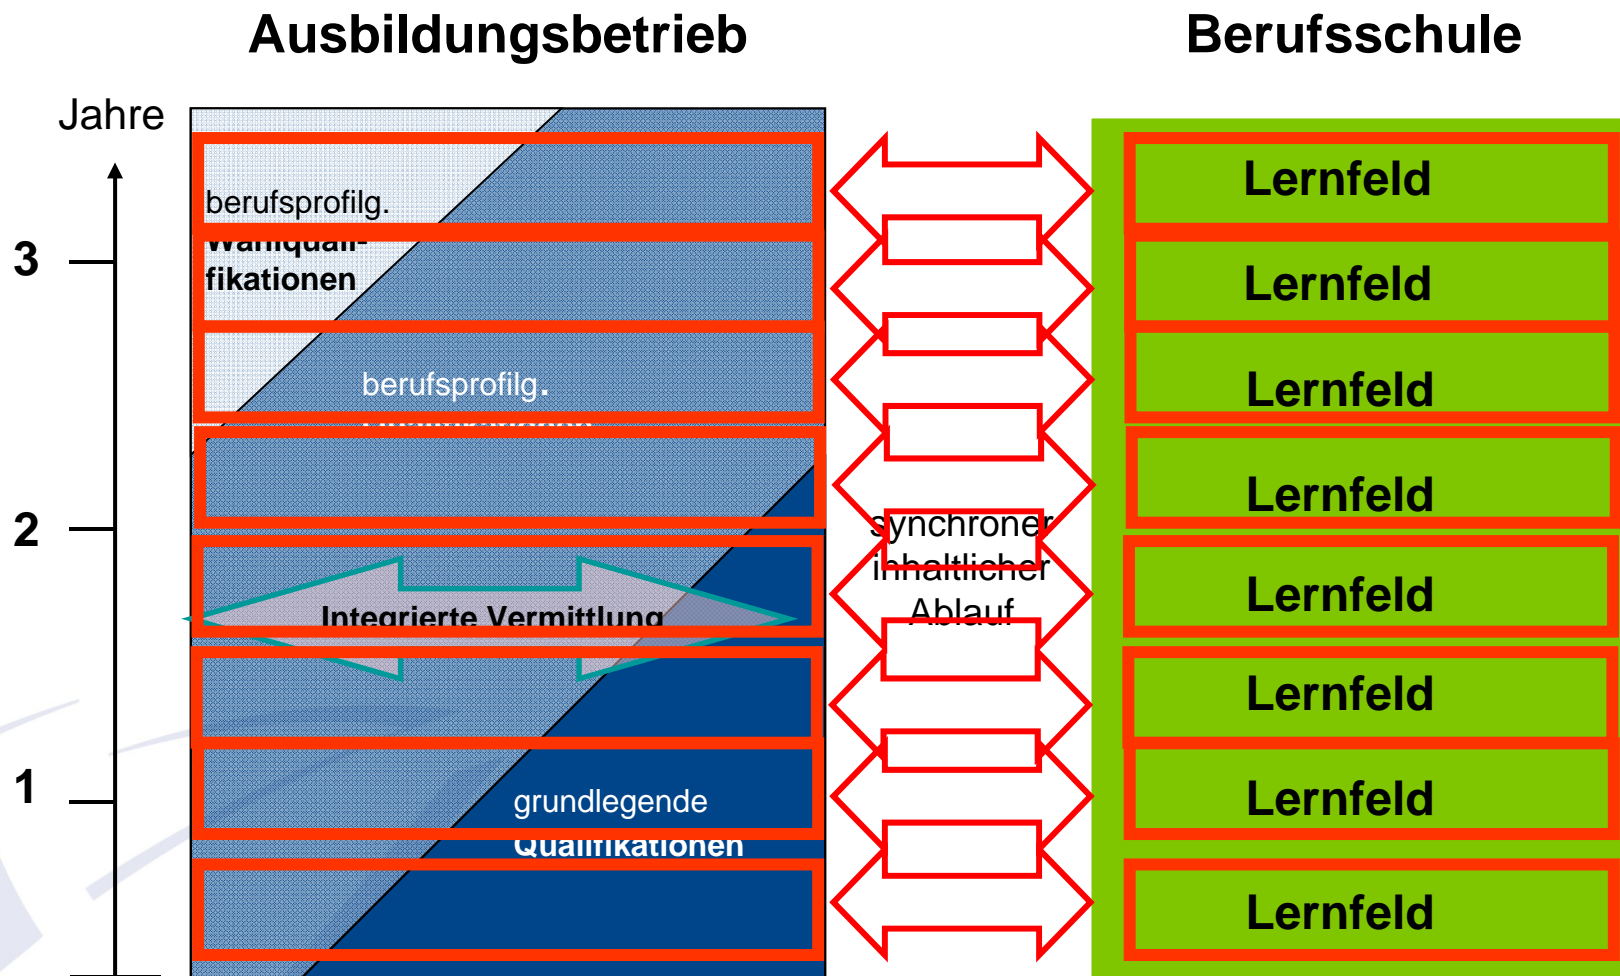 Ausbildungsbetrieb
Berufsschule
Jahre
3
2
1
berufsprofilg.
Wahlquali-
fikationen
berufsprofilg.
Integrierte Vermittlung
grundlegende
Qualifikationen
synchroner
inhaltlicher
Ablauf
Lernfeld
Lernfeld
Lernfeld
Lernfeld
Lernfeld
Lernfeld
Lernfeld
Lernfeld